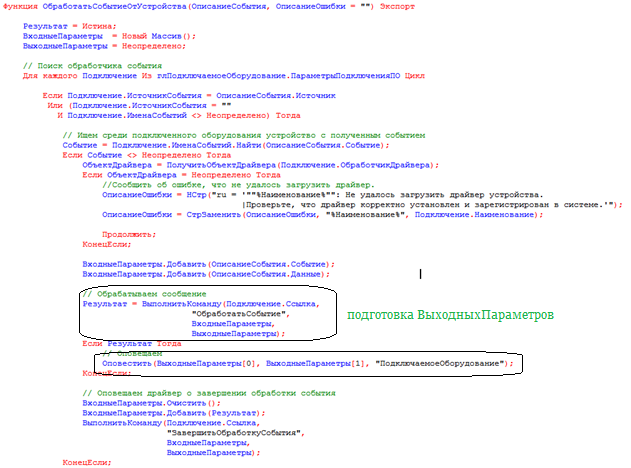 Функция ОбработатьСобытиеОтУстройства(ОписаниеСобытия, ОписаниеОшибки = "") Экспорт
Результат = Истина;
ВходныеПараметры = Новый Массив();
ВыходныеПараметры = Неопределено;
// Поиск обработчика события
Для каждого Подключение Из глПодключаемоеОборудование.ПараметрыПодключенияПО Цикл
Если Подключение.ИсточникСобытия = ОписаниеСобытия.Источник
Или (Подключение.ИсточникСобытия = ""
И Подключение.ИменаСобытий <> Неопределено) Тогда
// Ищем среди подключенного оборудования устройство с полученным событием
Событие = Подключение.ИменаСобытий.Найти(ОписаниеСобытия.Событие);
Если Событие <> Неопределено Тогда
ОбъектДрайвера = ПолучитьОбъектДрайвера(Подключение.ОбработчикДрайвера);
Если ОбъектДрайвера = Неопределено Тогда
//Сообщить об ошибке, что не удалось загрузить драйвер.
ОписаниеОшибки = НСтр("ru = '""%Наименование%"": Не удалось загрузить драйвер устройства.
|Проверьте, что драйвер корректно установлен и зарегистрирован в системе.'");
ОписаниеОшибки = СтрЗаменить(ОписаниеОшибки, "%Наименование%", Подключение.Наименование);
Продолжить;
КонецЕсли;
ВходныеПараметры.Добавить(ОписаниеСобытия.Событие);
ВходныеПараметры.Добавить(ОписаниеСобытия.Данные);
// Обрабатываем сообщение
Результат = ВыполнитьКоманду(Подключение.Ссылка,
"ОбработатьСобытие",
ВходныеПараметры,
ВыходныеПараметры);
подготовка ВыходныхПараметров
Если Результат Тогда
// Оповещаем
Оповестить(ВыходныеПараметры[0], ВыходныеПараметры[1], "ПодключаемоеОборудование");
КонецЕсли;
// Оповещаем драйвер о завершении обработки события
ВходныеПараметры.Очистить();
ВходныеПараметры.Добавить(Результат);
ВыполнитьКоманду(Подключение.Ссылка,
"ЗавершитьОбработкуСобытия",
ВходныеПараметры,
ВыходныеПараметры);
КонецЕсли;